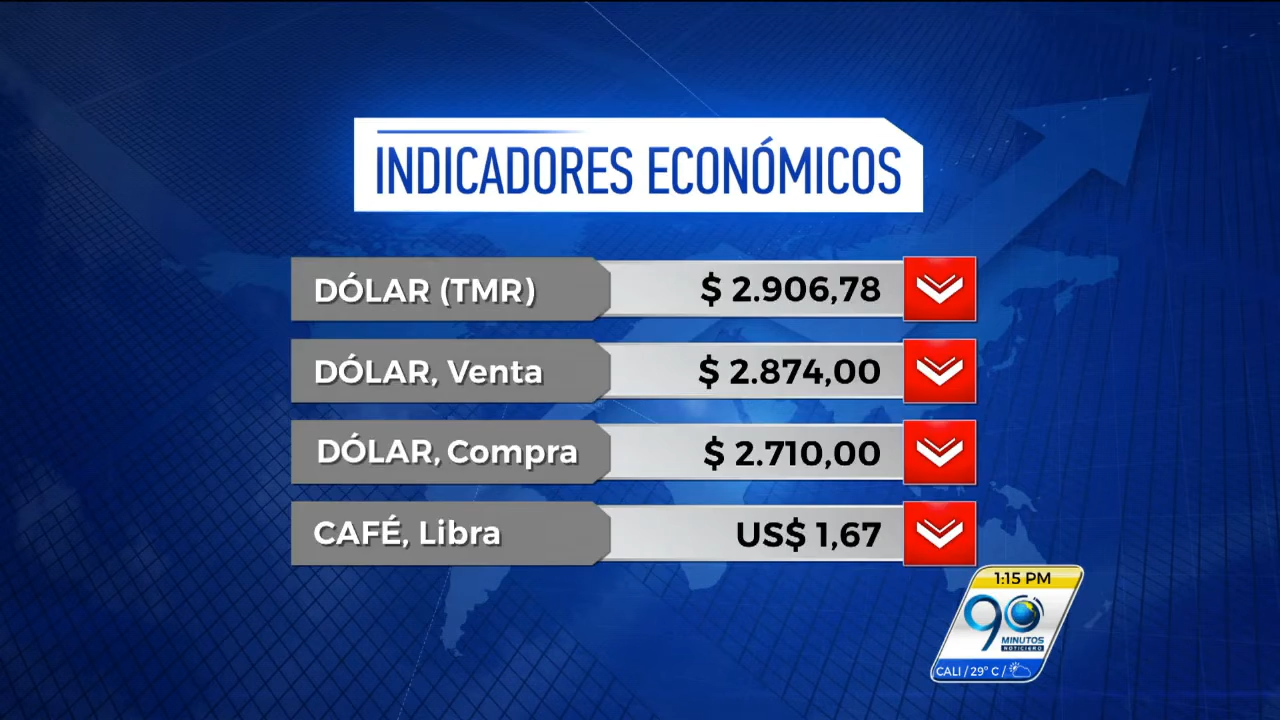 INDICADORES ECONÓMICOS
DÓLAR (TMR) $ 2.906,78
DÓLAR, Venta $ 2.874,00
DÓLAR, Compra $ 2.710,00
CAFÉ, Libra US$ 1,67
1:15 PM
90
MINUTOS
NOTICIERO
CALI / 29° C /